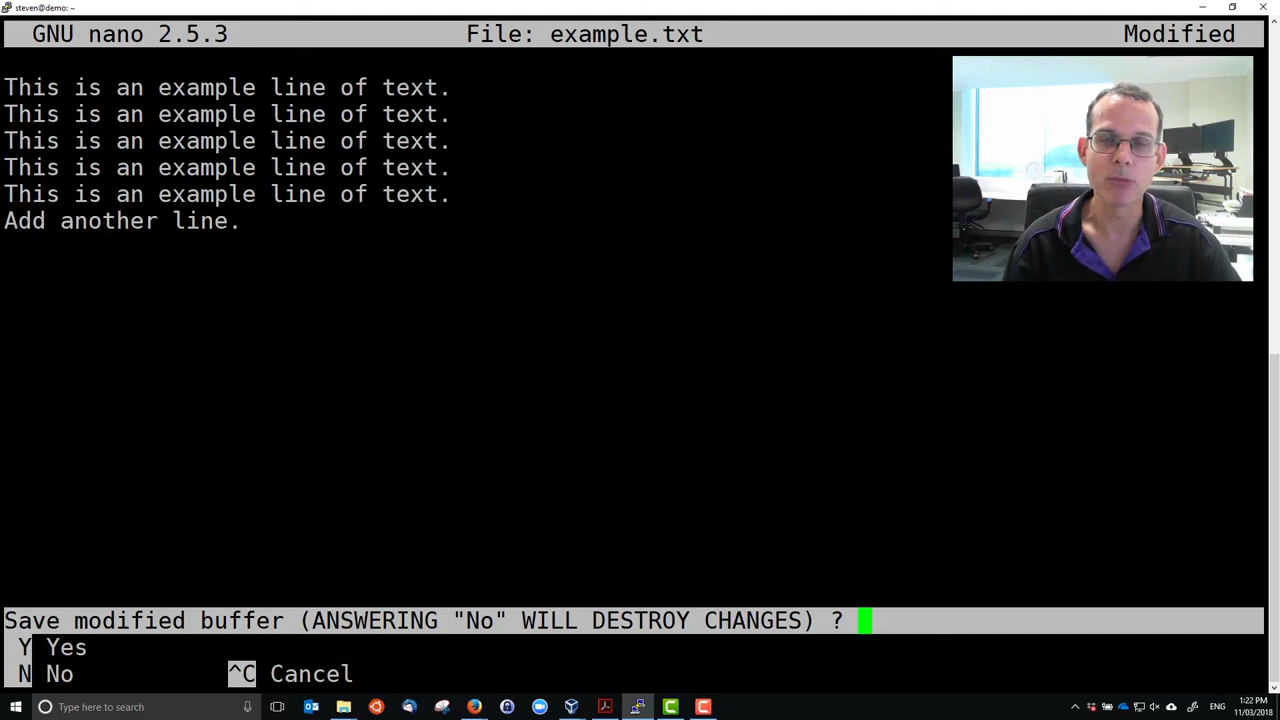 steven@demo: ~
GNU nano 2.5.3 File: example.txt Modified
This is an example line of text.
This is an example line of text.
This is an example line of text.
This is an example line of text.
This is an example line of text.
Add another line.
Save modified buffer (ANSWERING "No" WILL DESTROY CHANGES) ?
Y Yes
N No ^C Cancel
Type here to search
ENG
1:22 PM
11/03/2018